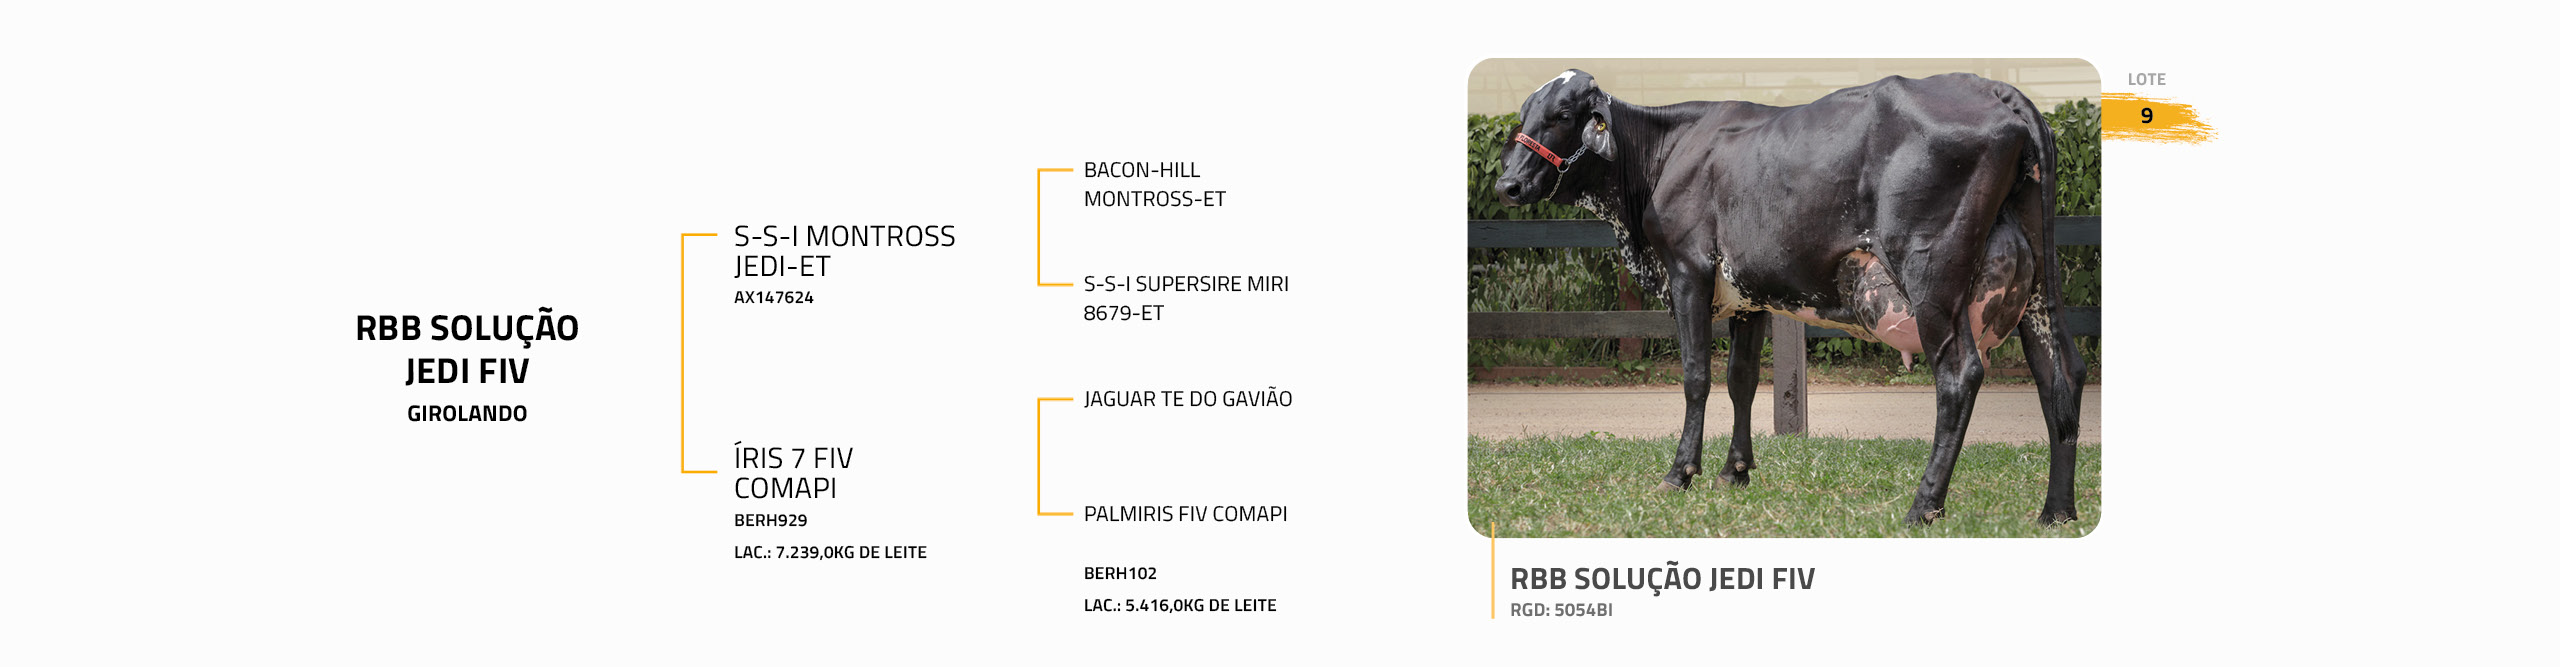 RBB SOLUÇÃO
JEDI FIV
GIROLANDO
S-S-I MONTROSS
JEDI-ET
AX147624
ÍRIS 7 FIV
COMAPI
BERH929
LAC.: 7.239,0KG DE LEITE
BACON-HILL
MONTROSS-ET
S-S-I SUPERSIRE MIRI
8679-ET
JAGUAR TE DO GAVIÃO
PALMIRIS FIV COMAPI
BERH102
LAC.: 5.416,0KG DE LEITE
LOTE
9
RBB SOLUÇÃO JEDI FIV
RGD: 5054BI